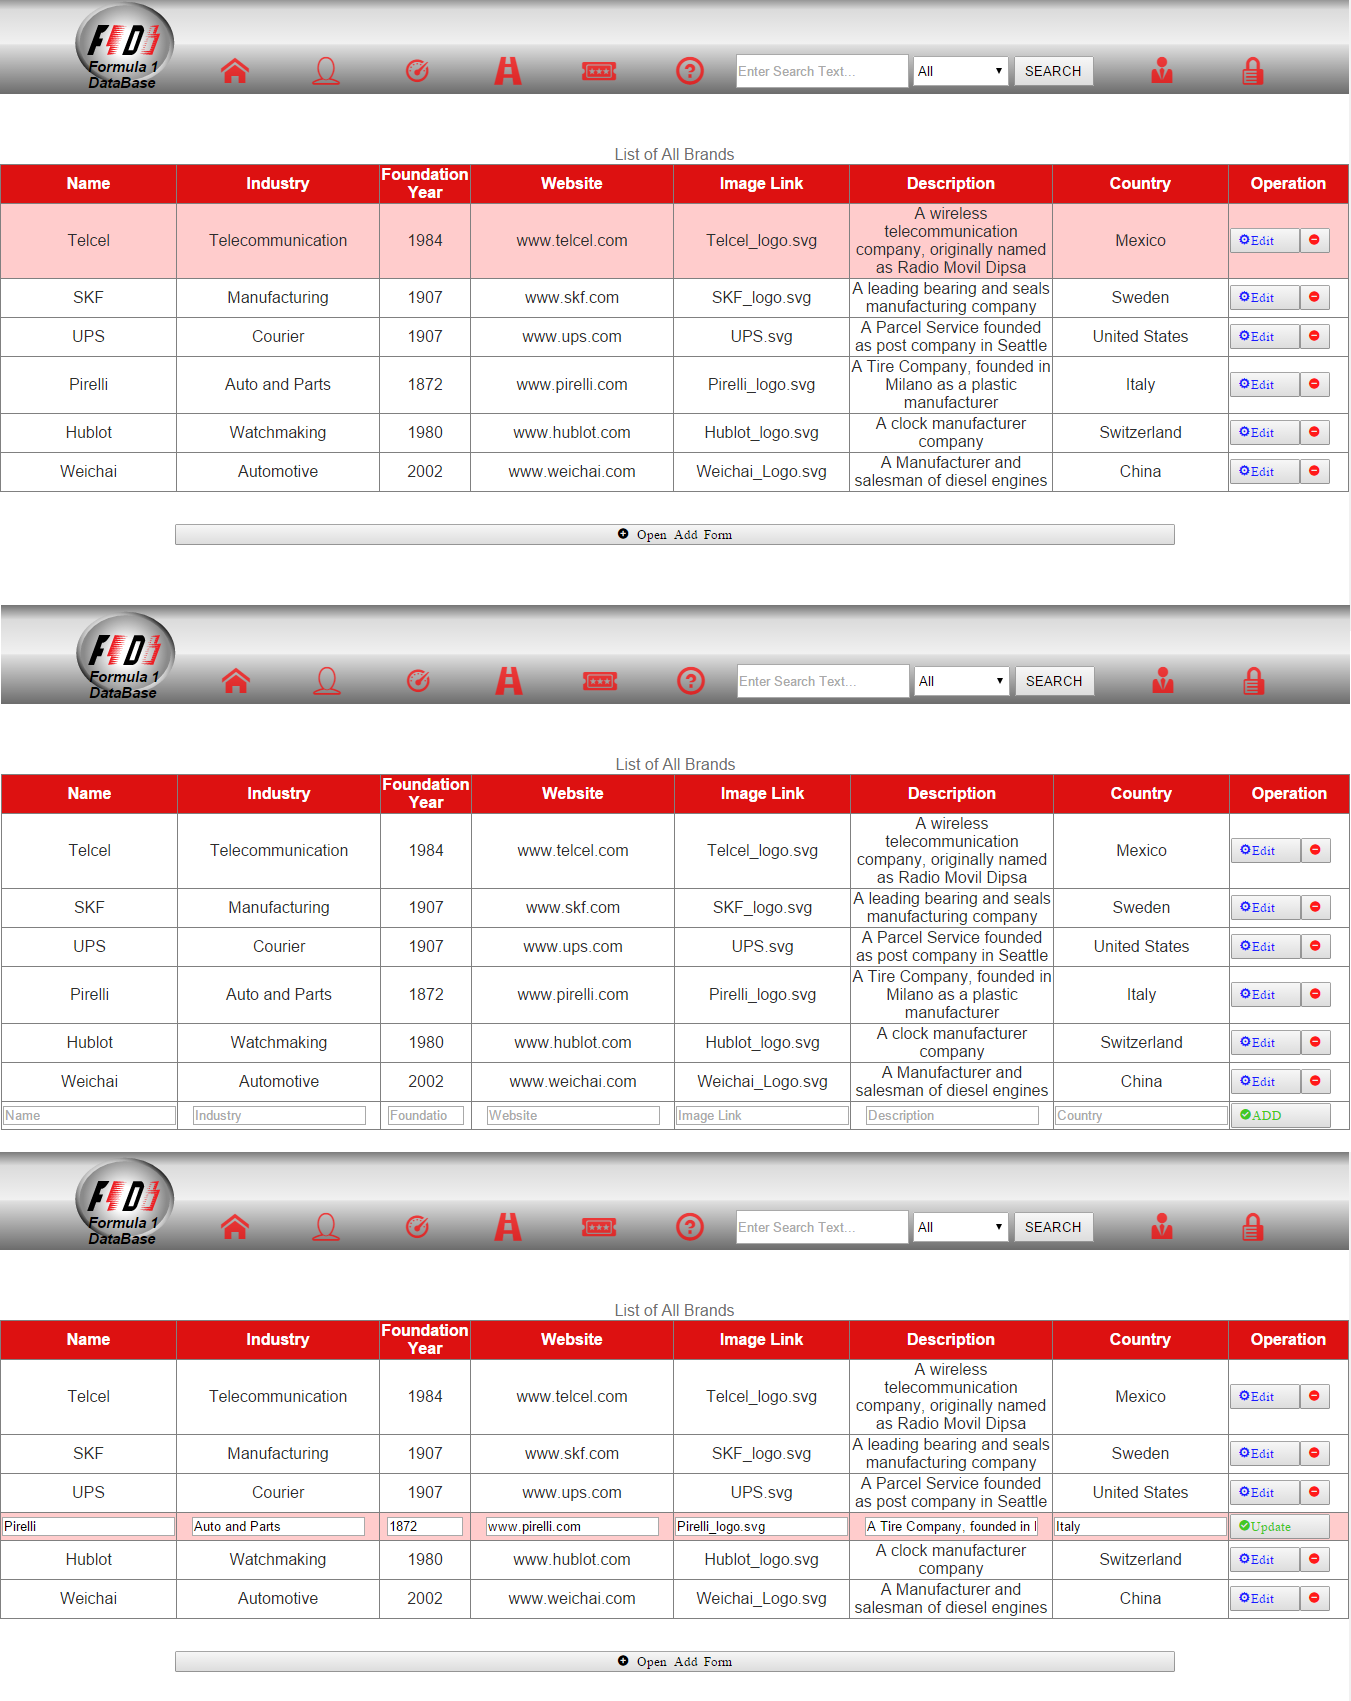 F1Db
Formula 1
DataBase
Enter Search Text...
All
SEARCH
List of All Brands
Name Industry Foundation Year Website Image Link Description Country Operation
Telcel Telecommunication 1984 www.telcel.com Telcel_logo.svg A wireless telecommunication company, originally named as Radio Movil Dipsa Mexico Edit
SKF Manufacturing 1907 www.skf.com SKF_logo.svg A leading bearing and seals manufacturing company Sweden Edit
UPS Courier 1907 www.ups.com UPS.svg A Parcel Service founded as post company in Seattle United States Edit
Pirelli Auto and Parts 1872 www.pirelli.com Pirelli_logo.svg A Tire Company, founded in Milano as a plastic manufacturer Italy Edit
Hublot Watchmaking 1980 www.hublot.com Hublot_logo.svg A clock manufacturer company Switzerland Edit
Weichai Automotive 2002 www.weichai.com Weichai_Logo.svg A Manufacturer and salesman of diesel engines China Edit
Open Add Form
F1Db
Formula 1
DataBase
Enter Search Text...
All
SEARCH
List of All Brands
Name Industry Foundation Year Website Image Link Description Country Operation
Telcel Telecommunication 1984 www.telcel.com Telcel_logo.svg A wireless telecommunication company, originally named as Radio Movil Dipsa Mexico Edit
SKF Manufacturing 1907 www.skf.com SKF_logo.svg A leading bearing and seals manufacturing company Sweden Edit
UPS Courier 1907 www.ups.com UPS.svg A Parcel Service founded as post company in Seattle United States Edit
Pirelli Auto and Parts 1872 www.pirelli.com Pirelli_logo.svg A Tire Company, founded in Milano as a plastic manufacturer Italy Edit
Hublot Watchmaking 1980 www.hublot.com Hublot_logo.svg A clock manufacturer company Switzerland Edit
Weichai Automotive 2002 www.weichai.com Weichai_Logo.svg A Manufacturer and salesman of diesel engines China Edit
Name Industry Foundatio Website Image Link Description Country ADD
F1Db
Formula 1
DataBase
Enter Search Text...
All
SEARCH
List of All Brands
Name Industry Foundation Year Website Image Link Description Country Operation
Telcel Telecommunication 1984 www.telcel.com Telcel_logo.svg A wireless telecommunication company, originally named as Radio Movil Dipsa Mexico Edit
SKF Manufacturing 1907 www.skf.com SKF_logo.svg A leading bearing and seals manufacturing company Sweden Edit
UPS Courier 1907 www.ups.com UPS.svg A Parcel Service founded as post company in Seattle United States Edit
Pirelli Auto and Parts 1872 www.pirelli.com Pirelli_logo.svg A Tire Company, founded in Italy Update
Hublot Watchmaking 1980 www.hublot.com Hublot_logo.svg A clock manufacturer company Switzerland Edit
Weichai Automotive 2002 www.weichai.com Weichai_Logo.svg A Manufacturer and salesman of diesel engines China Edit
Open Add Form